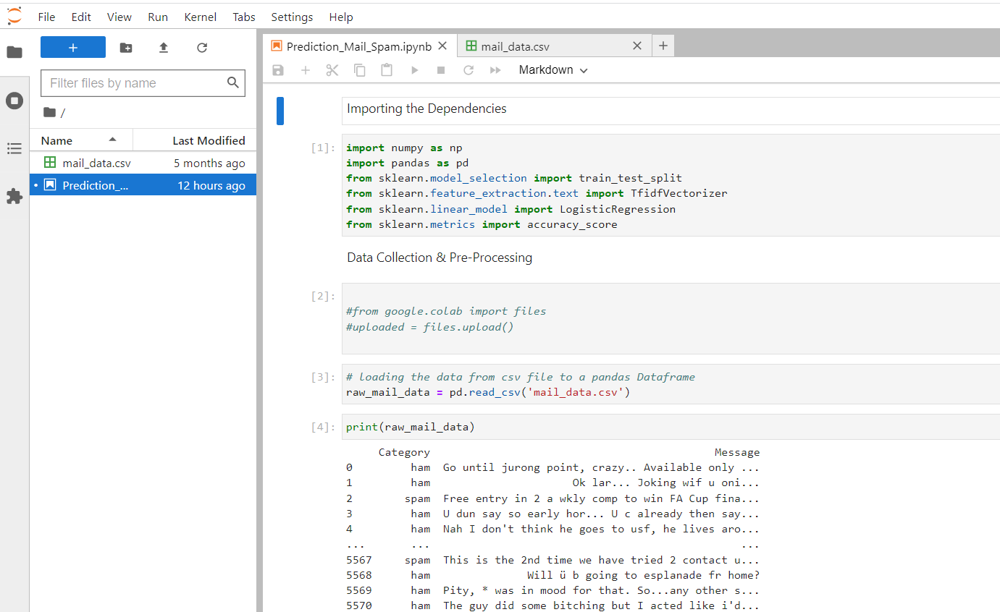 File Edit View Run Kernel Tabs Settings Help
Filter files by name
/
Name Last Modified
mail_data.csv 5 months ago
Prediction_... 12 hours ago
Prediction_Mail_Spam.ipynb mail_data.csv
Markdown
Importing the Dependencies
[1]: import numpy as np
import pandas as pd
from sklearn.model_selection import train_test_split
from sklearn.feature_extraction.text import TfidfVectorizer
from sklearn.linear_model import LogisticRegression
from sklearn.metrics import accuracy_score
Data Collection & Pre-Processing
[2]:
#from google.colab import files
#uploaded = files.upload()
[3]: # loading the data from csv file to a pandas Dataframe
raw_mail_data = pd.read_csv('mail_data.csv')
[4]: print(raw_mail_data)
Category Message
0 ham Go until jurong point, crazy.. Available only ...
1 ham Ok lar... Joking wif u oni...
2 spam Free entry in 2 a wkly comp to win FA Cup fina...
3 ham U dun say so early hor... U c already then say...
4 ham Nah I don't think he goes to usf, he lives aro...
... ... ...
5567 spam This is the 2nd time we have tried 2 contact u...
5568 ham Will ü b going to esplanade fr home?
5569 ham Pity, * was in mood for that. So...any other s...
5570 ham The guy did some bitching but I acted like i'd...